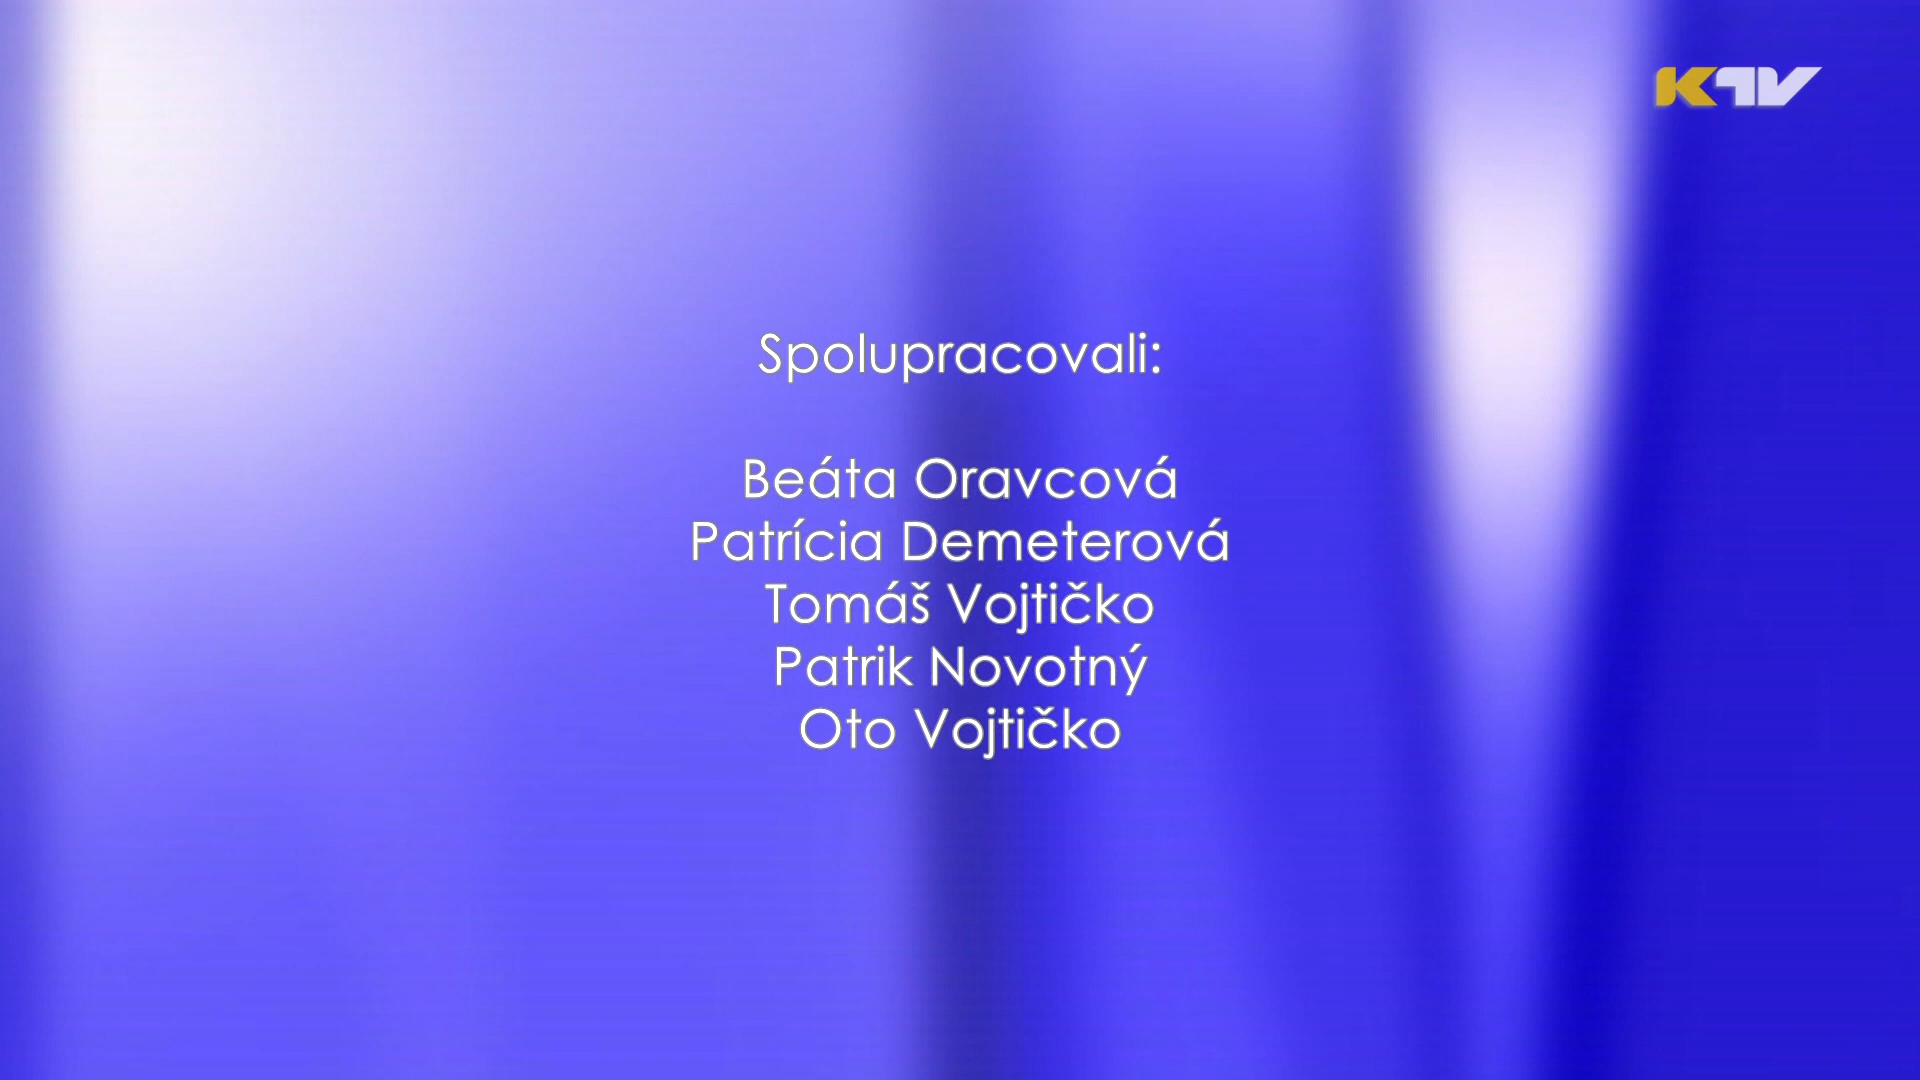 KTV
Spolupracovali:
Beáta Oravcová
Patrícia Demeterová
Tomáš Vojtičko
Patrik Novotný
Oto Vojtičko